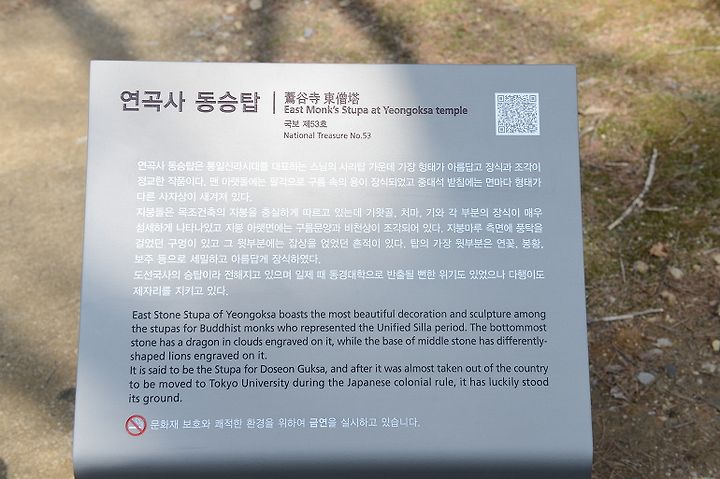 연곡사 동승탑
鷰谷寺 東僧塔
East Monk's Stupa at Yeongoksa temple
국보 제53호
National Treasure No.53
연곡사 동승탑은 통일신라시대를 대표하는 스님의 사리탑 가운데 가장 형태가 아름답고 장식과 조각이
정교한 작품이다. 맨 아랫돌에는 팔각으로 구름 속의 용이 장식되었고 중대석 받침에는 면마다 형태가
다른 사자상이 새겨져 있다.
지붕돌은 목조건축의 지붕을 충실하게 따르고 있는데 기왓골, 처마, 기와 각 부분의 장식이 매우
섬세하게 나타나있고 지붕 아랫면에는 구름문양과 비천상이 조각되어 있다. 지붕마루 측면에 풍탁을
걸었던 구멍이 있고 그 윗부분에는 잡상을 얹었던 흔적이 있다. 탑의 가장 윗부분은 연꽃, 봉황,
보주 등으로 세밀하고 아름답게 장식하였다.
도선국사의 승탑이라 전해지고 있으며 일제 때 동경대학으로 반출될 뻔한 위기도 있었으나 다행이도
제자리를 지키고 있다.
East Stone Stupa of Yeongoksa boasts the most beautiful decoration and sculpture among
the stupas for Buddhist monks who represented the Unified Silla period. The bottommost
stone has a dragon in clouds engraved on it, while the base of middle stone has differently-
shaped lions engraved on it.
It is said to be the Stupa for Doseon Guksa, and after it was almost taken out of the country
to be moved to Tokyo University during the Japanese colonial rule, it has luckily stood
its ground.
문화재 보호와 쾌적한 환경을 위하여 금연을 실시하고 있습니다.